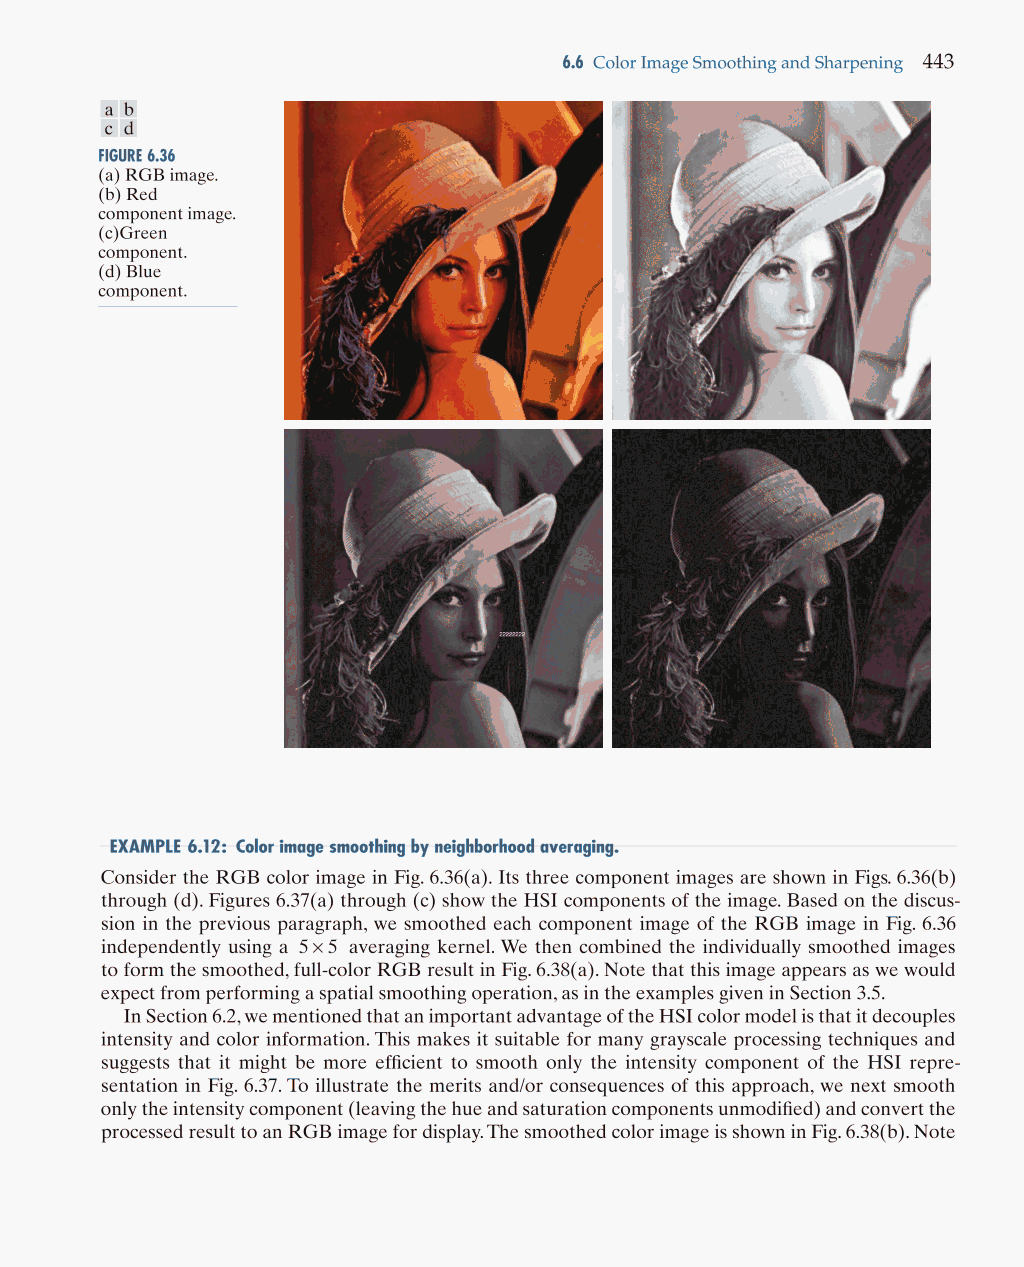 6.6 Color Image Smoothing and Sharpening 443
a b
c d
FIGURE 6.36
(a) RGB image.
(b) Red
component image.
(c)Green
component.
(d) Blue
component.
22222222
EXAMPLE 6.12: Color image smoothing by neighborhood averaging.
Consider the RGB color image in Fig. 6.36(a). Its three component images are shown in Figs. 6.36(b)
through (d). Figures 6.37(a) through (c) show the HSI components of the image. Based on the discus-
sion in the previous paragraph, we smoothed each component image of the RGB image in Fig. 6.36
independently using a 5×5 averaging kernel. We then combined the individually smoothed images
to form the smoothed, full-color RGB result in Fig. 6.38(a). Note that this image appears as we would
expect from performing a spatial smoothing operation, as in the examples given in Section 3.5.
In Section 6.2, we mentioned that an important advantage of the HSI color model is that it decouples
intensity and color information. This makes it suitable for many grayscale processing techniques and
suggests that it might be more efficient to smooth only the intensity component of the HSI repre-
sentation in Fig. 6.37. To illustrate the merits and/or consequences of this approach, we next smooth
only the intensity component (leaving the hue and saturation components unmodified) and convert the
processed result to an RGB image for display. The smoothed color image is shown in Fig. 6.38(b). Note